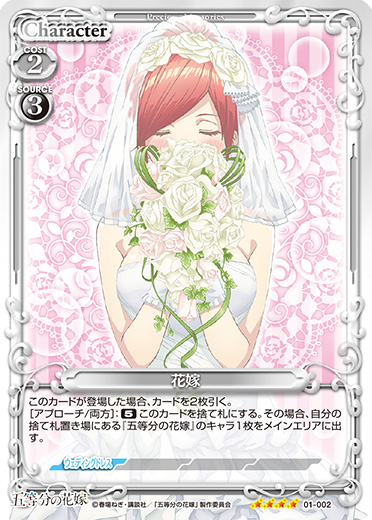 Precious Memories
Character
COST
2
SOURCE
3
花嫁
このカードが登場した場合、カードを2枚引く。
[アプローチ/両方]:5 このカードを捨て札にする。その場合、自分の
捨て札置き場にある『五等分の花嫁』のキャラ1枚をメインエリアに出
す。
ウェディングドレス
五等分の花嫁
©春場ねぎ・講談社/「五等分の花嫁」製作委員会
★★★★ 01-002